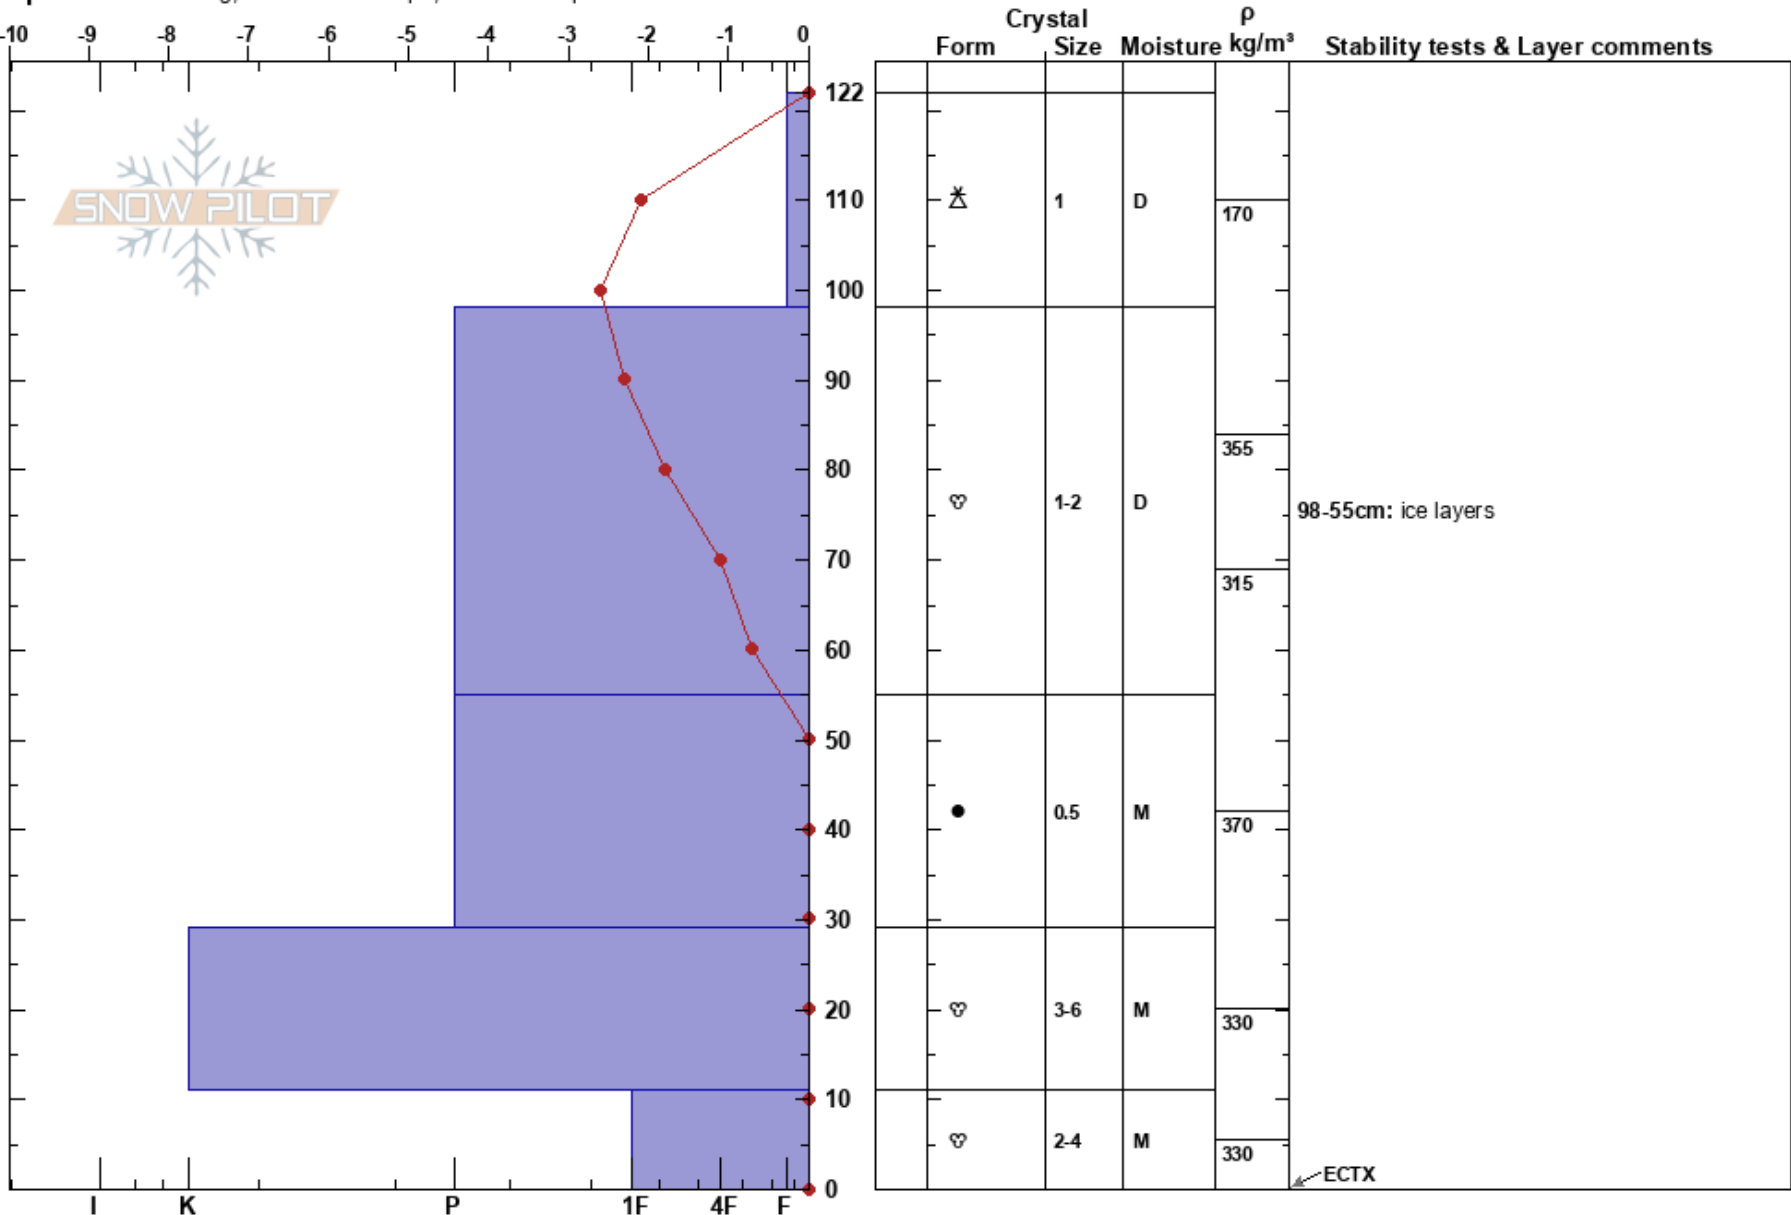 Crystal ρ
-10 -9 -8 -7 -6 -5 -4 -3 -2 -1 0 Form Size Moisture kg/m³ Stability tests & Layer comments
122
SNOW PILOT
110 1 D 170
100
90
355
80
1-2 D 98-55cm: ice layers
70
315
60
50
0.5 M 370
40
30
20 3-6 M 330
10
2-4 M 330
ECTX
0
I K P 1F 4F F